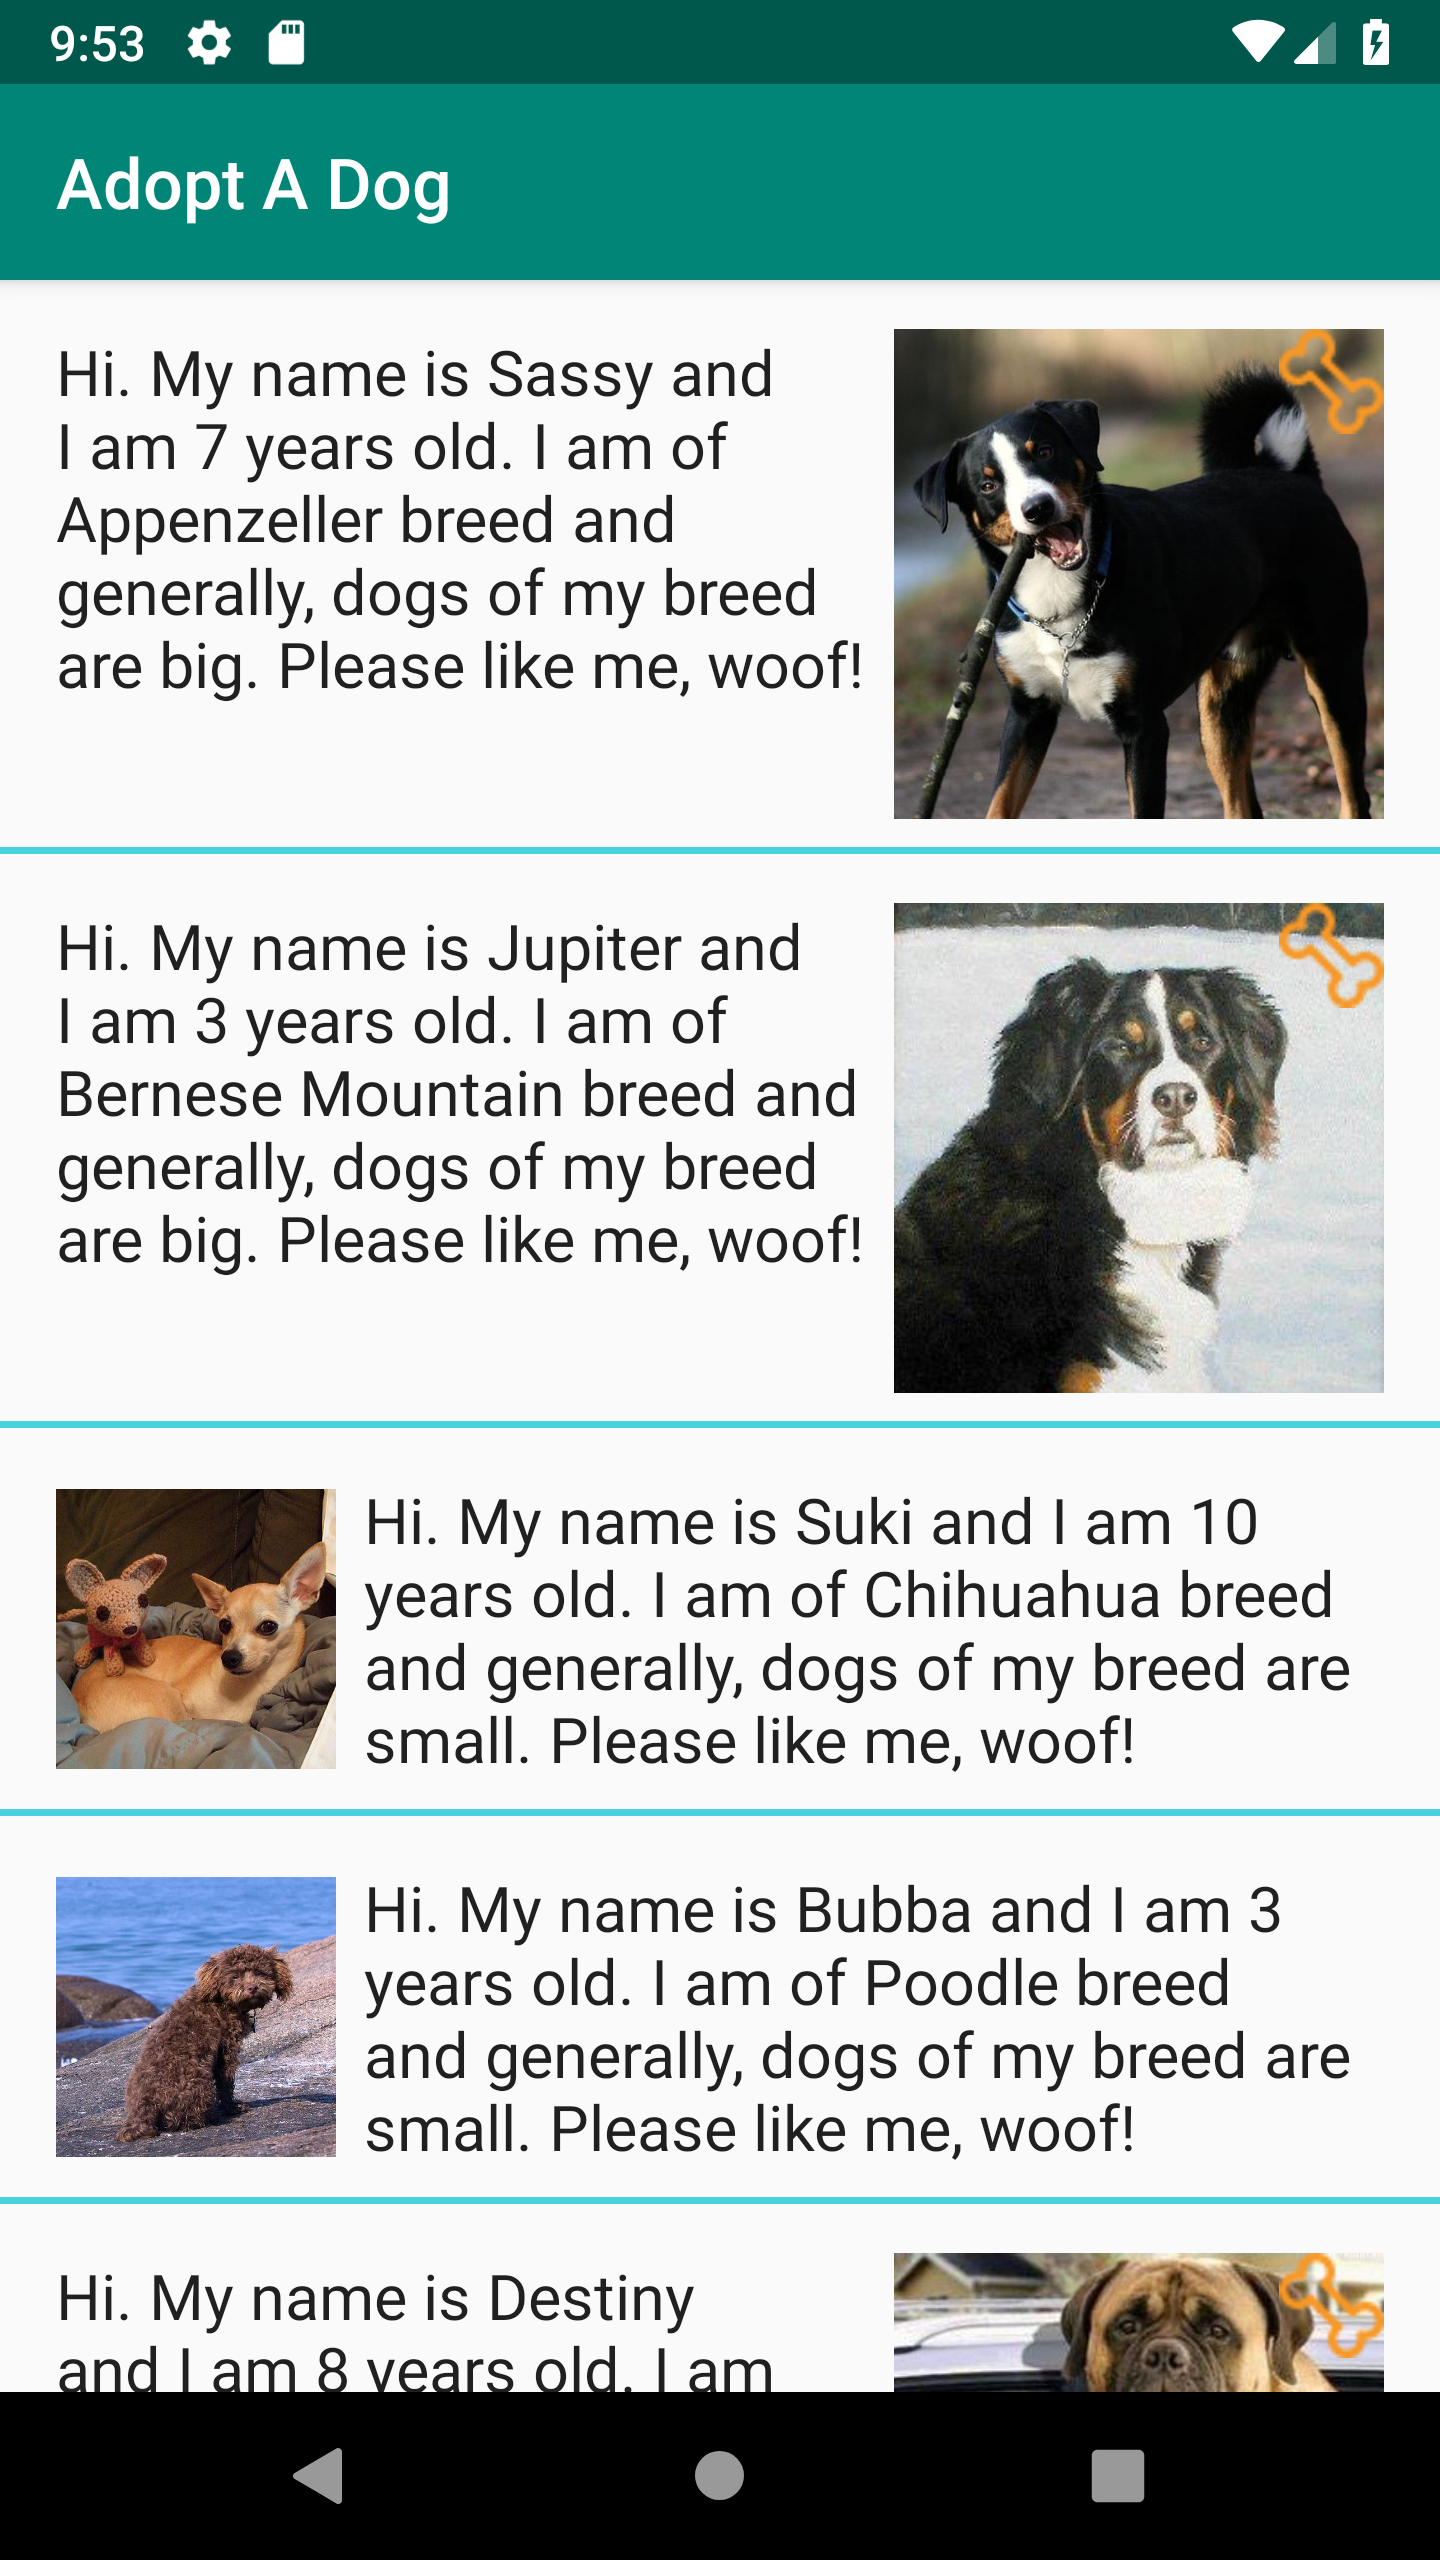 9:53
Adopt A Dog
Hi. My name is Sassy and
I am 7 years old. I am of
Appenzeller breed and
generally, dogs of my breed
are big. Please like me, woof!
Hi. My name is Jupiter and
I am 3 years old. I am of
Bernese Mountain breed and
generally, dogs of my breed
are big. Please like me, woof!
Hi. My name is Suki and I am 10
years old. I am of Chihuahua breed
and generally, dogs of my breed are
small. Please like me, woof!
Hi. My name is Bubba and I am 3
years old. I am of Poodle breed
and generally, dogs of my breed are
small. Please like me, woof!
Hi. My name is Destiny
and I am 8 years old. I am